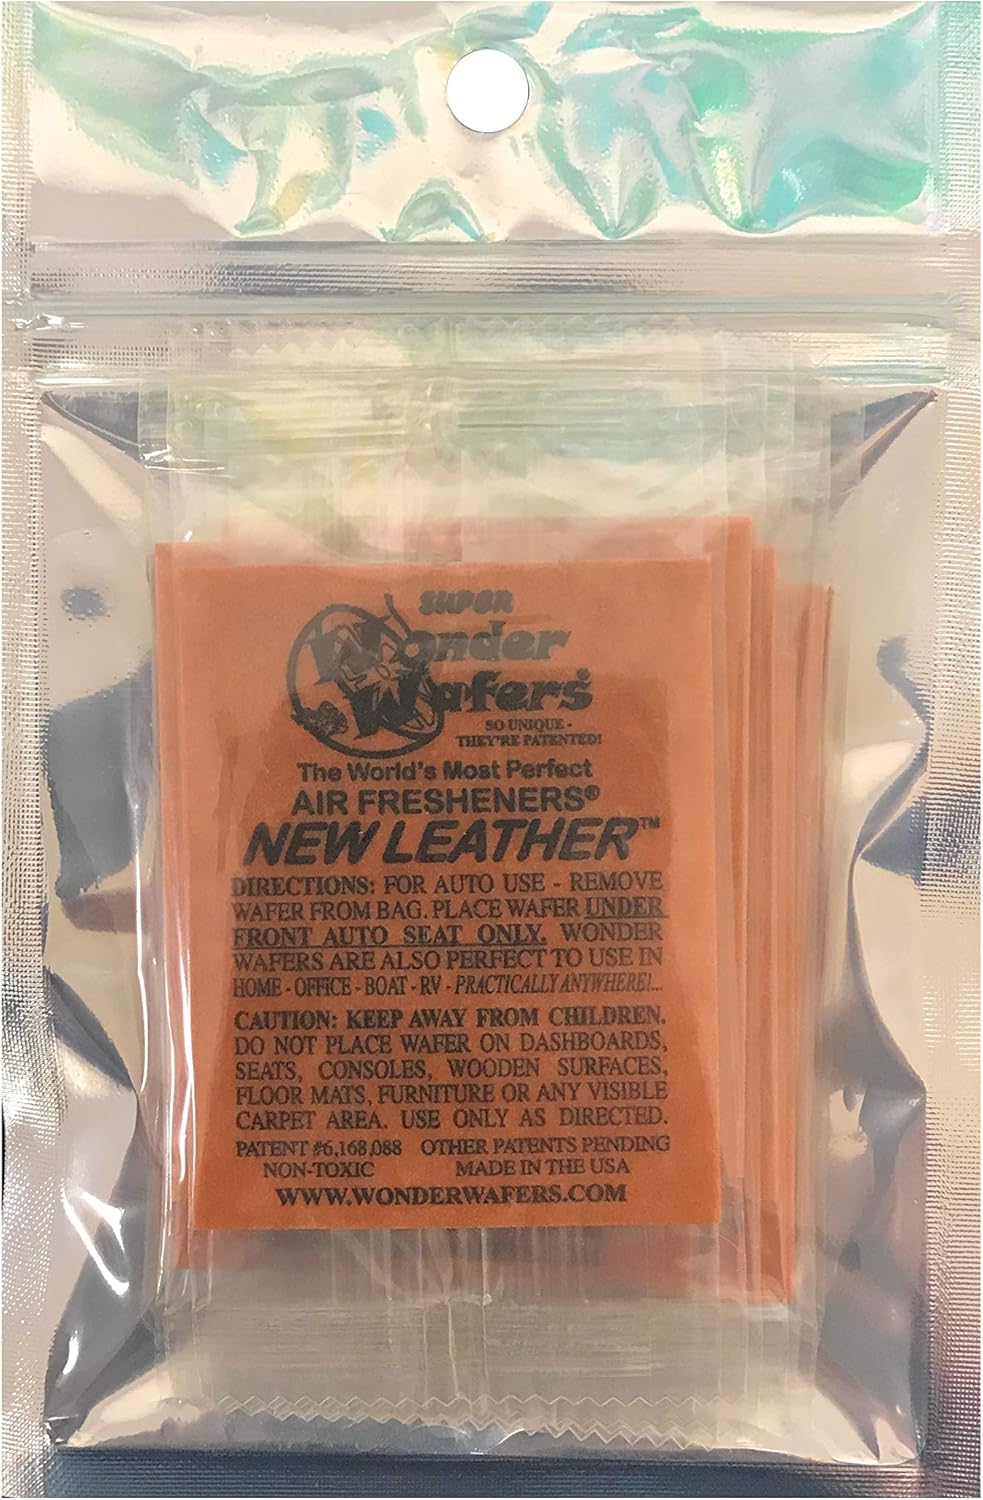 SUPER
Wonder
Wafers®
SO UNIQUE -
THEY'RE PATENTED!
The World's Most Perfect
AIR FRESHENERS®
NEW LEATHER™
DIRECTIONS: FOR AUTO USE - REMOVE
WAFER FROM BAG. PLACE WAFER UNDER
FRONT AUTO SEAT ONLY. WONDER
WAFERS ARE ALSO PERFECT TO USE IN
HOME - OFFICE - BOAT - RV - PRACTICALLY ANYWHERE!...
CAUTION: KEEP AWAY FROM CHILDREN.
DO NOT PLACE WAFER ON DASHBOARDS,
SEATS, CONSOLES, WOODEN SURFACES,
FLOOR MATS, FURNITURE OR ANY VISIBLE
CARPET AREA. USE ONLY AS DIRECTED.
PATENT #6,168,088 OTHER PATENTS PENDING
NON-TOXIC MADE IN THE USA
WWW.WONDERWAFERS.COM